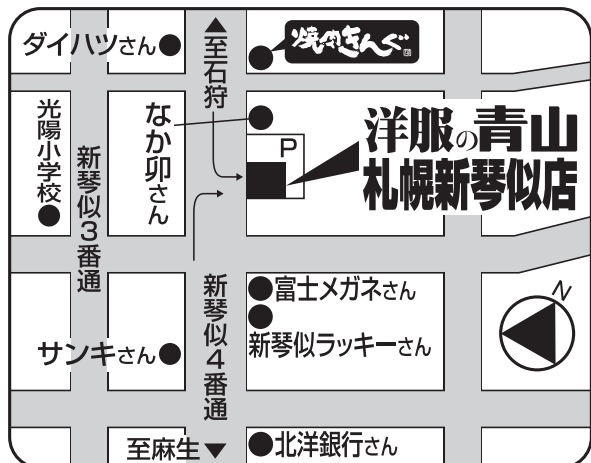 ダイハツさん
▲至石狩
焼肉きんぐ
光陽小学校
新琴似3番通
なか卯さん
P
洋服の青山
札幌新琴似店
新琴似4番通
富士メガネさん
新琴似ラッキーさん
サンキさん
N
至麻生▼
北洋銀行さん